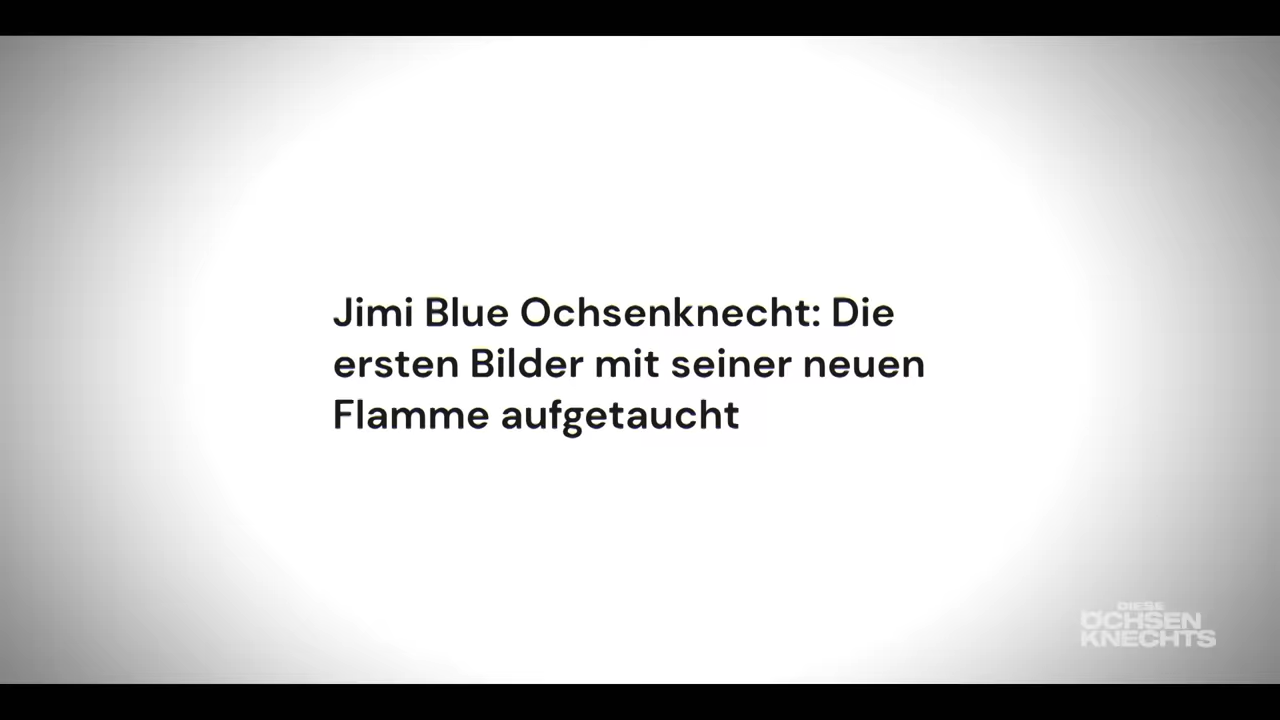 Jimi Blue Ochsenknecht: Die
ersten Bilder mit seiner neuen
Flamme aufgetaucht
DIESE
OCHSEN
KNECHTS